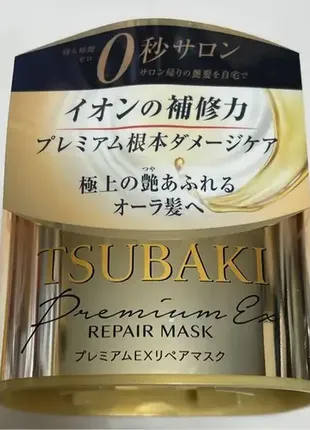 待ち時間
ゼロ
0秒サロン
サロン帰りの艶髪を自宅で
イオンの補修力
プレミアム根本ダメージケア
極上の艶あふれる
つや
オーラ髪へ
TSUBAKI
Premium Ex
REPAIR MASK
プレミアムEXリペアマスク